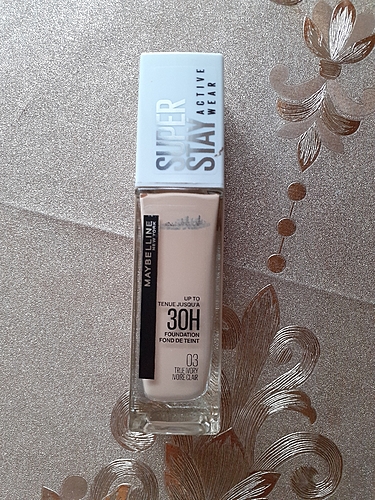 SUPER
STAY
ACTIVE
WEAR
MAYBELLINE
NEW YORK
UP TO
TENUE JUSQU'A
30H
FOUNDATION
FOND DE TEINT
03
TRUE IVORY
IVOIRE CLAIR